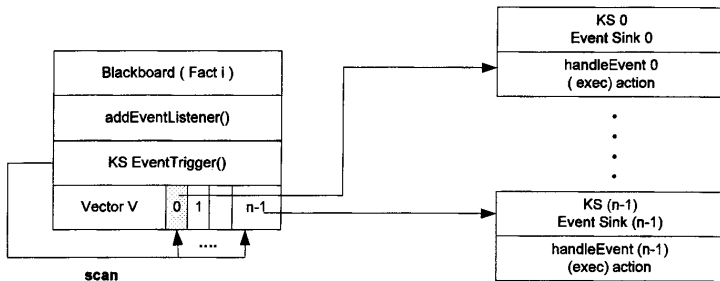 Blackboard ( Fact i )
addEventListener()
KS EventTrigger()
Vector V 0 1 n-1
....
scan
KS 0
Event Sink 0
handleEvent 0
( exec) action
KS (n-1)
Event Sink (n-1)
handleEvent (n-1)
(exec) action